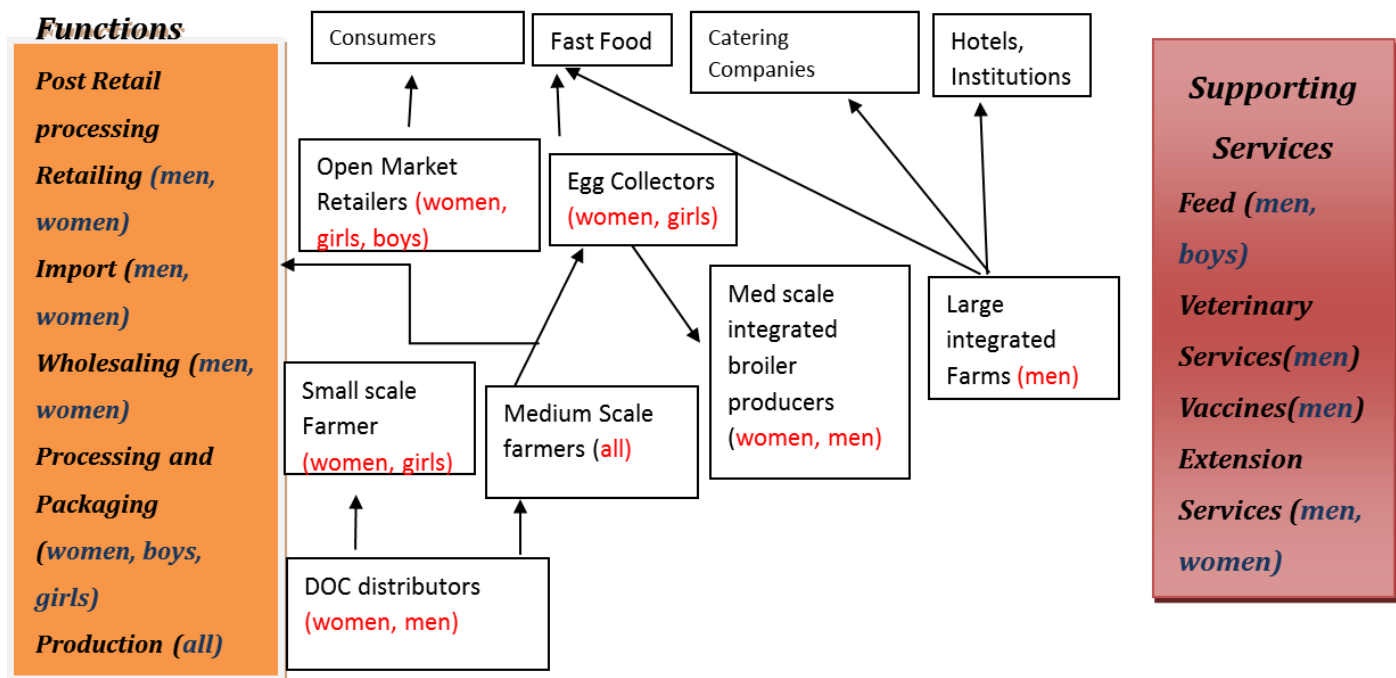 Functions
Post Retail
processing
Retailing (men,
women)
Import (men,
women)
Wholesaling (men,
women)
Processing and
Packaging
(women, boys,
girls)
Production (all)
Consumers
Fast Food
Catering
Companies
Hotels,
Institutions
Open Market
Retailers (women,
girls, boys)
Egg Collectors
(women, girls)
Med scale
integrated
broiler
producers
(women, men)
Large
integrated
Farms (men)
Small scale
Farmer
(women, girls)
Medium Scale
farmers (all)
DOC distributors
(women, men)
Supporting
Services
Feed (men,
boys)
Veterinary
Services(men)
Vaccines(men)
Extension
Services (men,
women)